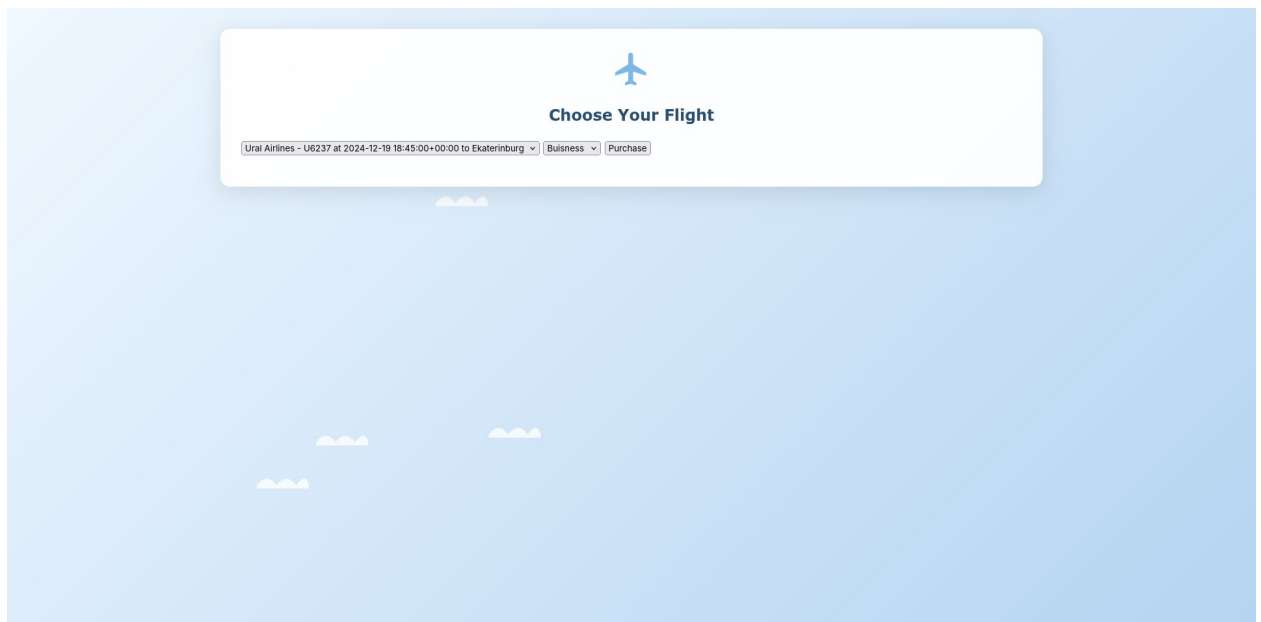 Choose Your Flight
Ural Airlines - U6237 at 2024-12-19 18:45:00+00:00 to Ekaterinburg Buisness Purchase